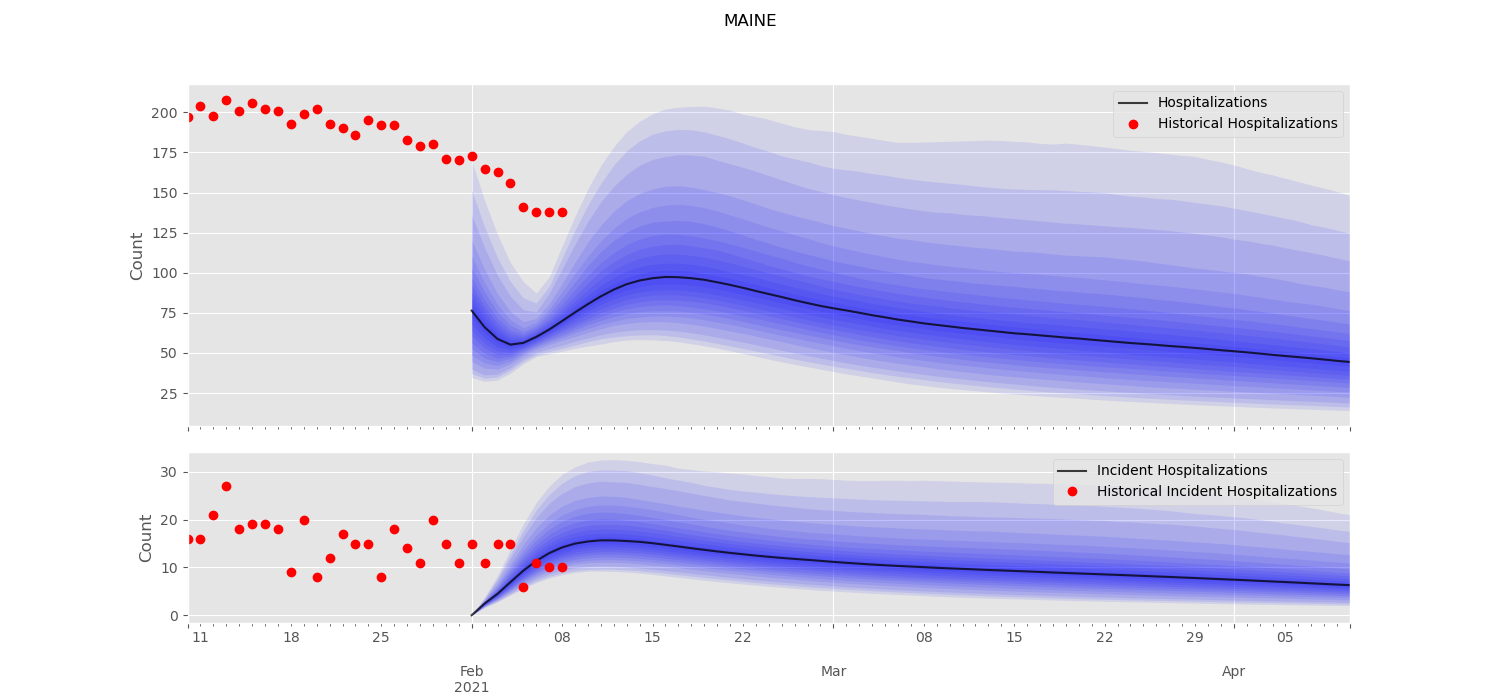 MAINE
Hospitalizations
Historical Hospitalizations
200
175
150
125
100
75
50
25
Count
Incident Hospitalizations
Historical Incident Hospitalizations
30
20
10
0
Count
11 18 25 08 15 22 08 15 22 29 05
Feb Mar Apr
2021